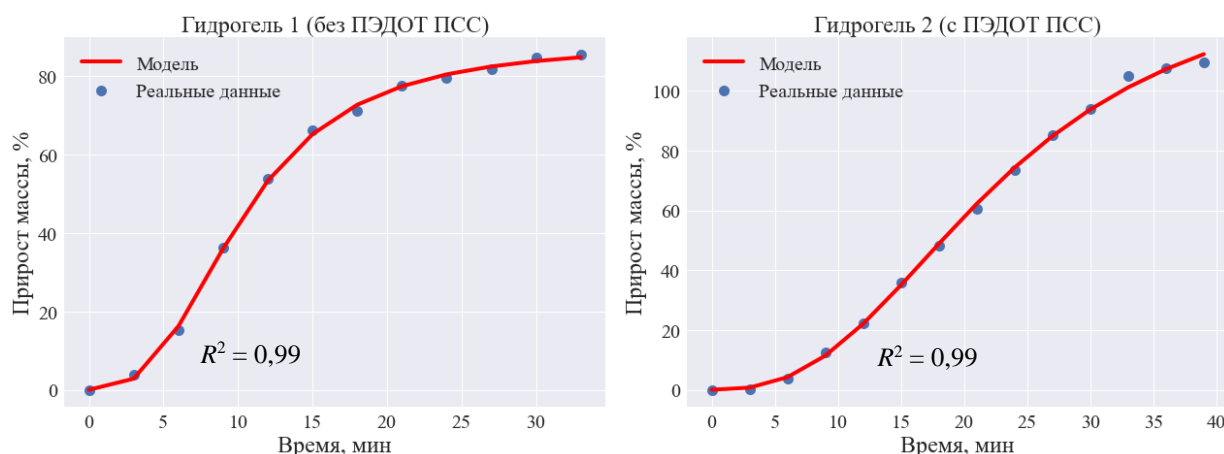 Гидрогель 1 (без ПЭДОТ ПСС)
Модель
Реальные данные
Прирост массы, %
80
60
40
20
0
R² = 0,99
0 5 10 15 20 25 30
Время, мин
Гидрогель 2 (с ПЭДОТ ПСС)
Модель
Реальные данные
Прирост массы, %
100
80
60
40
20
0
R² = 0,99
0 5 10 15 20 25 30 35 40
Время, мин